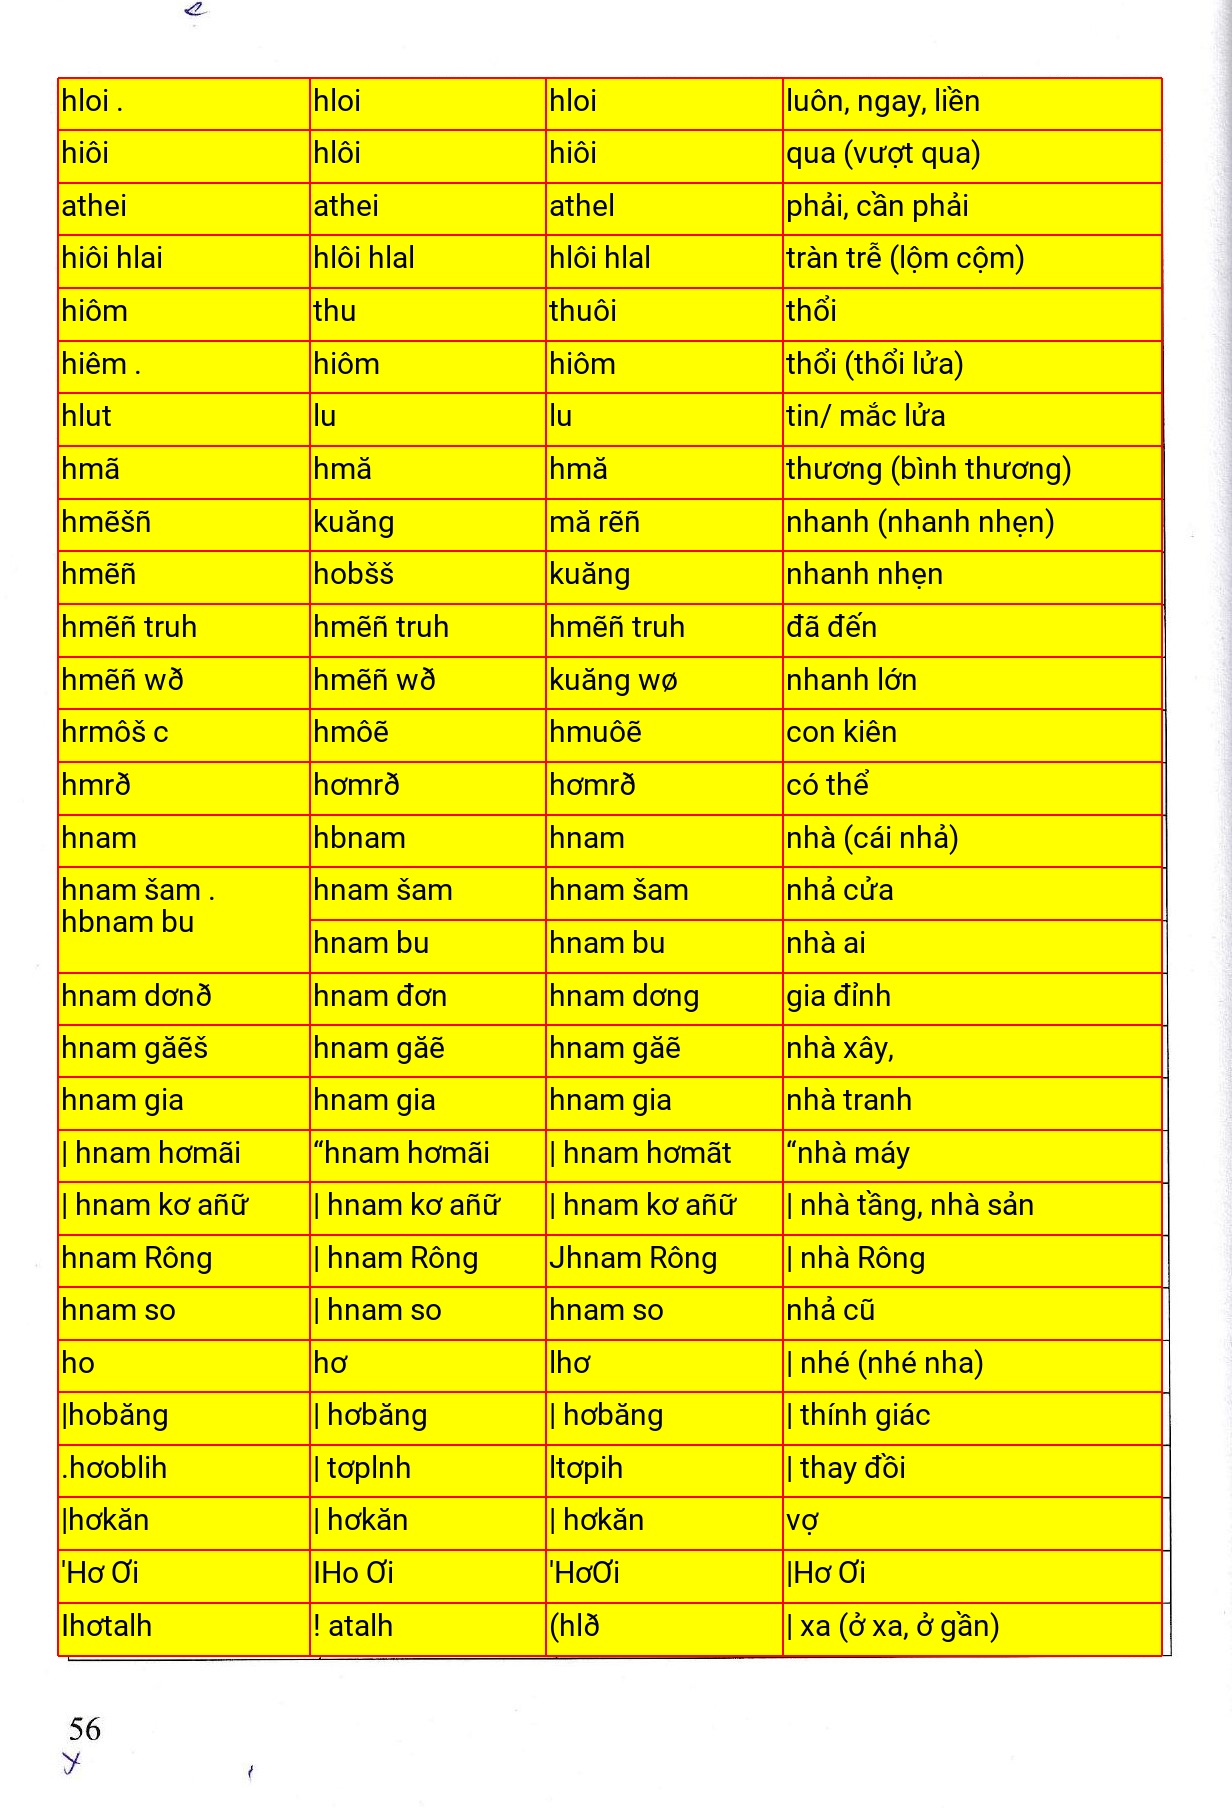 hloi . hloi hloi luôn, ngay, liền
hiôi hlôi hiôi qua (vượt qua)
athei athei athel phải, cần phải
hiôi hlai hlôi hlal hlôi hlal tràn trễ (lộm cộm)
hiôm thu thuôi thổi
hiêm . hiôm hiôm thổi (thổi lửa)
hlut lu lu tin/ mắc lửa
hmã hmă hmă thương (bình thương)
hmẽšñ kuăng mă rẽñ nhanh (nhanh nhẹn)
hmẽñ hobšš kuăng nhanh nhẹn
hmẽñ truh hmẽñ truh hmẽñ truh đã đến
hmẽñ wð hmẽñ wð kuăng wø nhanh lớn
hrmôš c hmôẽ hmuôẽ con kiên
hmrð hơmrð hơmrð có thể
hnam hbnam hnam nhà (cái nhả)
hnam šam . hnam šam hnam šam nhả cửa
hbnam bu hnam bu hnam bu nhà ai
hnam dơnð hnam đơn hnam dơng gia đỉnh
hnam găẽš hnam găẽ hnam găẽ nhà xây,
hnam gia hnam gia hnam gia nhà tranh
| hnam hơmãi “hnam hơmãi | hnam hơmãt “nhà máy
| hnam kơ añữ | hnam kơ añữ | hnam kơ añữ | nhà tầng, nhà sản
hnam Rông | hnam Rông Jhnam Rông | nhà Rông
hnam so | hnam so hnam so nhả cũ
ho hơ lhơ | nhé (nhé nha)
|hobăng | hơbăng | hơbăng | thính giác
.hơoblih | tơplnh ltơpih | thay đồi
|hơkăn | hơkăn | hơkăn vợ
'Hơ Ơi lHo Ơi 'HơƠi |Hơ Ơi
lhơtalh ! atalh (hlð | xa (ở xa, ở gần)
56